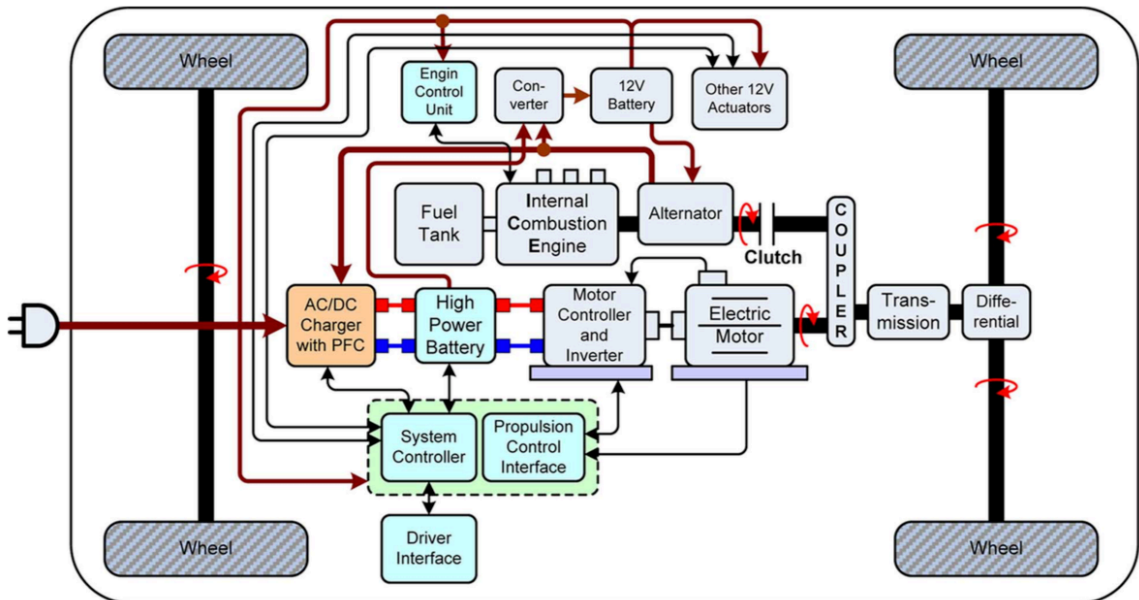 Wheel
Wheel
Engin
Control
Unit
Con-
verter
12V
Battery
Other 12V
Actuators
Fuel
Tank
Internal
Combustion
Engine
Alternator
Clutch
COUPLER
AC/DC
Charger
with PFC
High
Power
Battery
Motor
Controller
and
Inverter
Electric
Motor
Trans-
mission
Diffe-
rential
System
Controller
Propulsion
Control
Interface
Driver
Interface
Wheel
Wheel